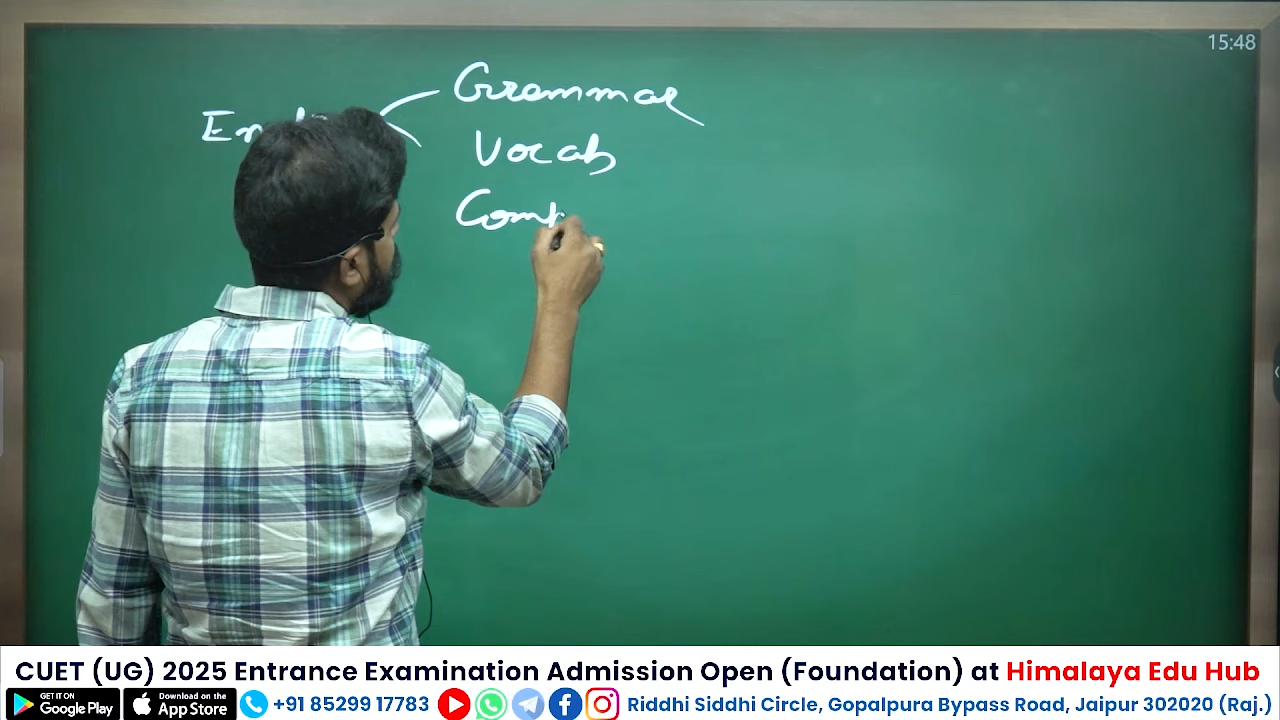 15:48
Grammar
Vocab
Comp
CUET (UG) 2025 Entrance Examination Admission Open (Foundation) at Himalaya Edu Hub
GET IT ON
Google Play
Download on the
App Store
+91 85299 17783
Riddhi Siddhi Circle, Gopalpura Bypass Road, Jaipur 302020 (Raj.)